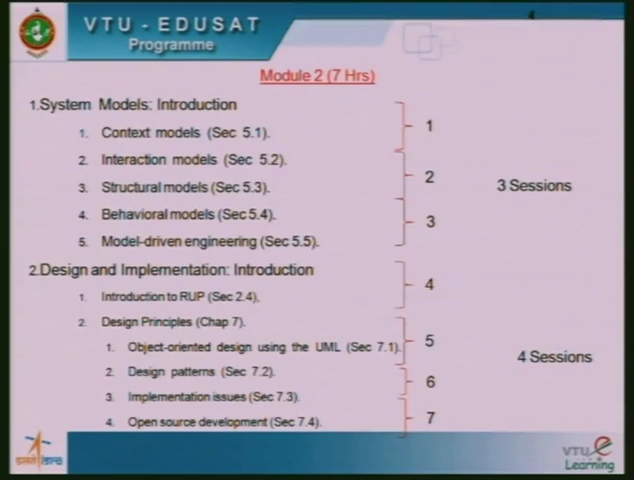 4
VTU - EDUSAT
Programme
Module 2 (7 Hrs)
1.System Models: Introduction
1. Context models (Sec 5.1). 1
2. Interaction models (Sec 5.2). 2
3. Structural models (Sec 5.3). 3 Sessions
4. Behavioral models (Sec 5.4). 3
5. Model-driven engineering (Sec 5.5).
2.Design and Implementation: Introduction 4
1. Introduction to RUP (Sec 2.4),
2. Design Principles (Chap 7).
1. Object-oriented design using the UML (Sec 7.1). 5
4 Sessions
2. Design patterns (Sec 7.2). 6
3. Implementation issues (Sec 7.3).
4. Open source development (Sec 7.4). 7
VTU e
Learning